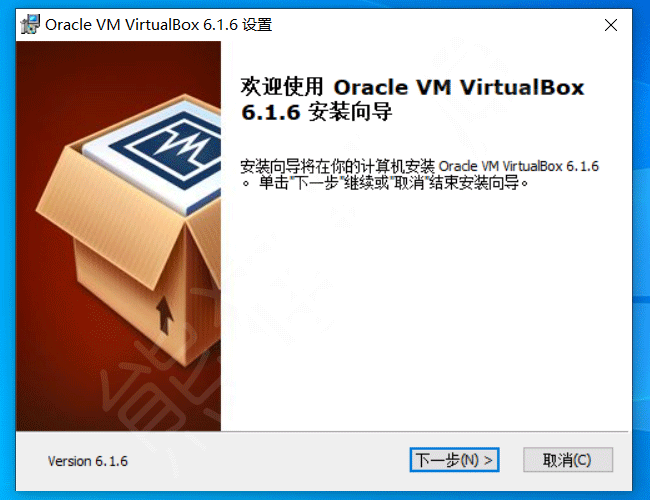 Oracle VM VirtualBox 6.1.6 设置
欢迎使用 Oracle VM VirtualBox
6.1.6 安装向导
安装向导将在你的计算机安装 Oracle VM VirtualBox 6.1.6
。 单击"下一步"继续或"取消"结束安装向导。
Version 6.1.6
下一步(N) >
取消(C)